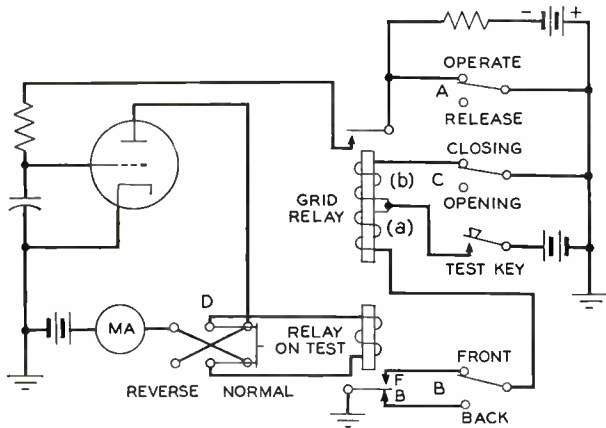 - +
OPERATE
A
RELEASE
CLOSING
(b) C
GRID
RELAY
(a)
OPENING
TEST KEY
D
MA
RELAY
ON TEST
REVERSE NORMAL
FRONT
F
B
B
BACK